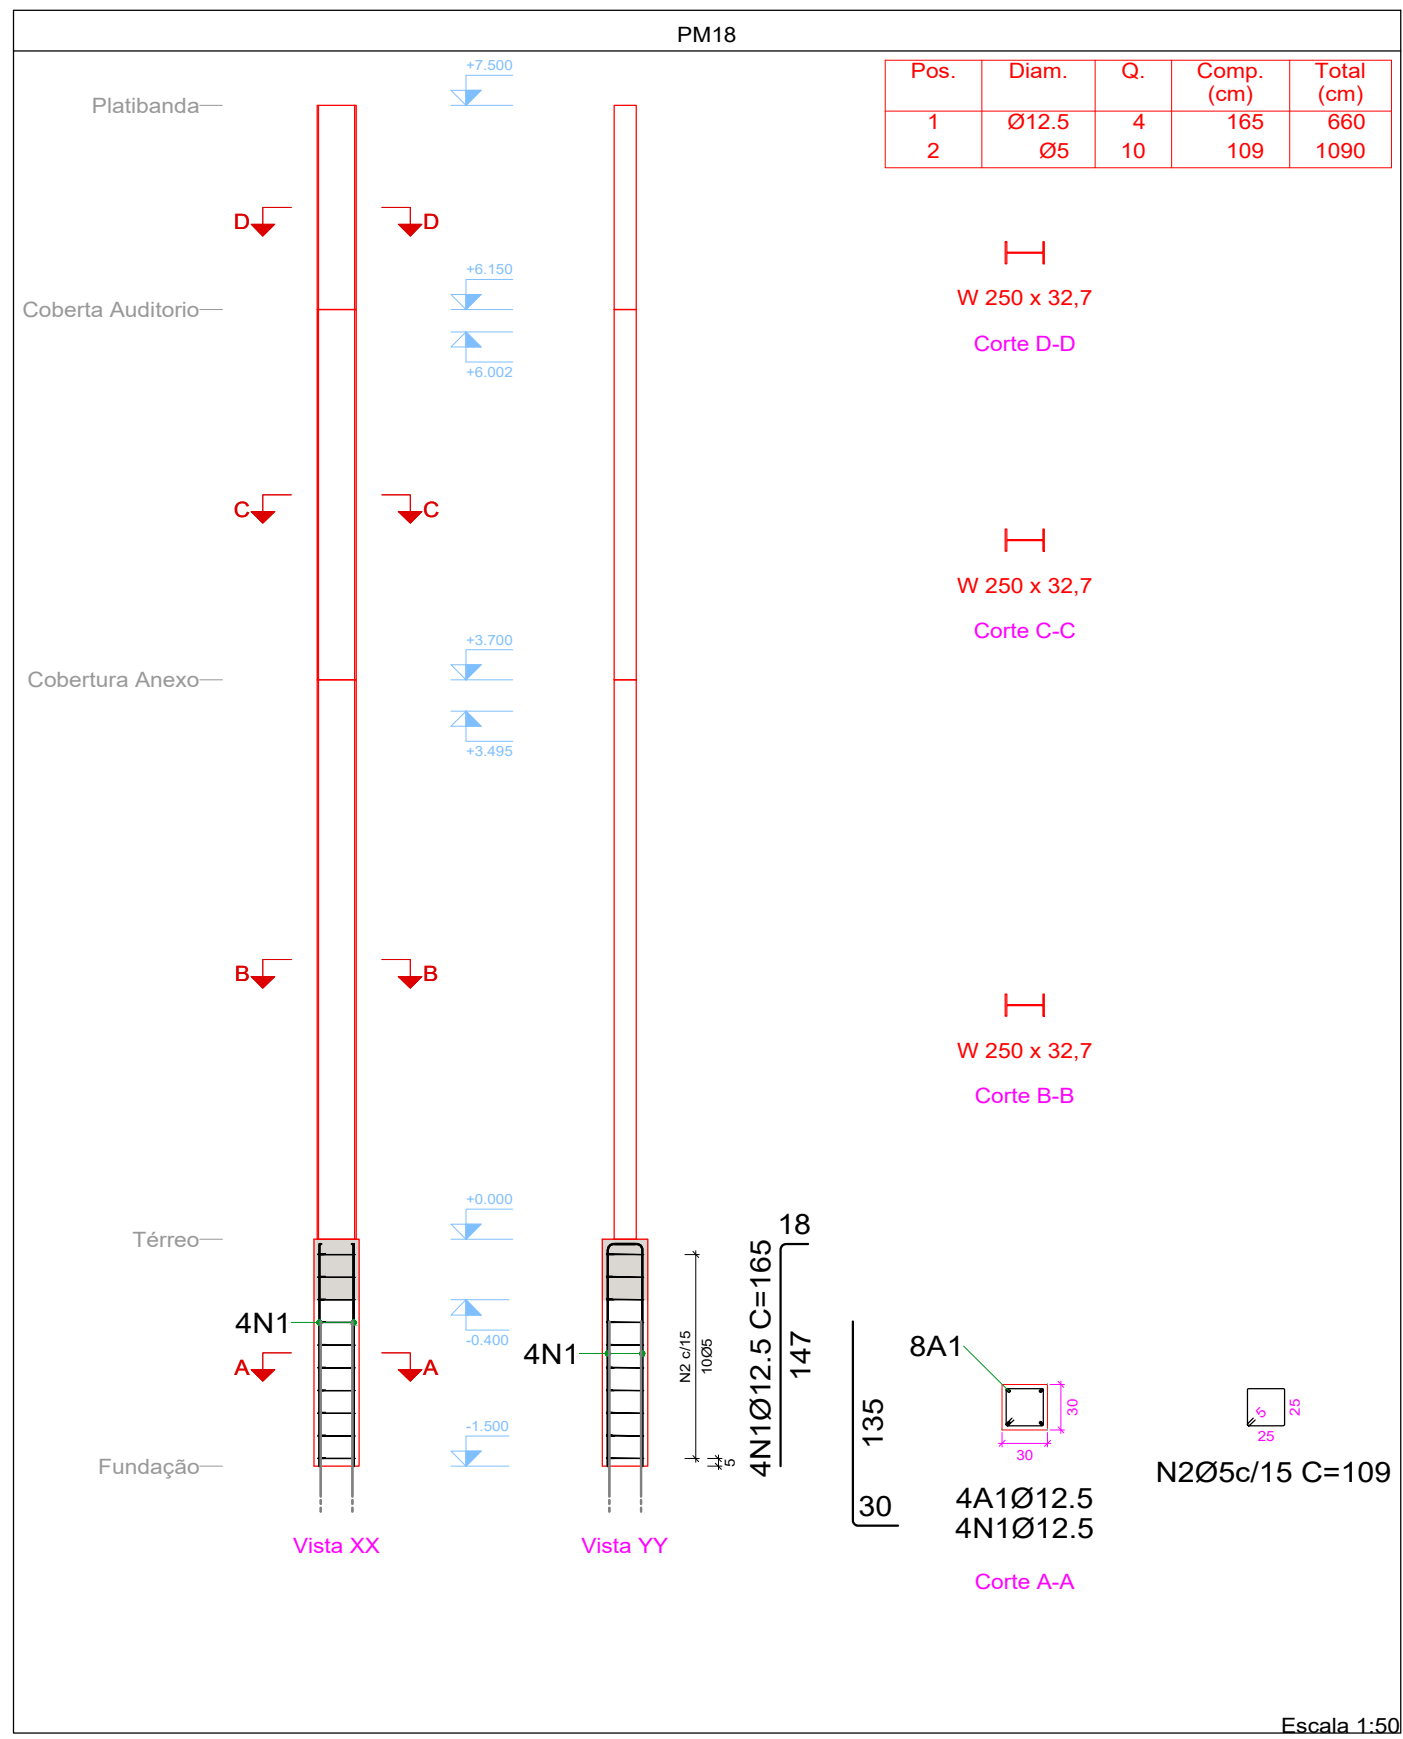 PM18
Pos. Diam. Q. Comp. (cm) Total (cm)
1 Ø12.5 4 165 660
2 Ø5 10 109 1090
+7.500
Platibanda
D D
W 250 x 32,7
Corte D-D
+6.150
Coberta Auditorio
+6.002
C C
W 250 x 32,7
Corte C-C
+3.700
Cobertura Anexo
+3.495
B B
W 250 x 32,7
Corte B-B
+0.000
Térreo
-0.400
4N1
A A
-1.500
Fundação
Vista XX
4N1
N2 c/15
10Ø5
5
Vista YY
4N1Ø12.5 C=165
18
147
135
30
8A1
30
30
4A1Ø12.5
4N1Ø12.5
Corte A-A
5
25
25
N2Ø5c/15 C=109
Escala 1:50